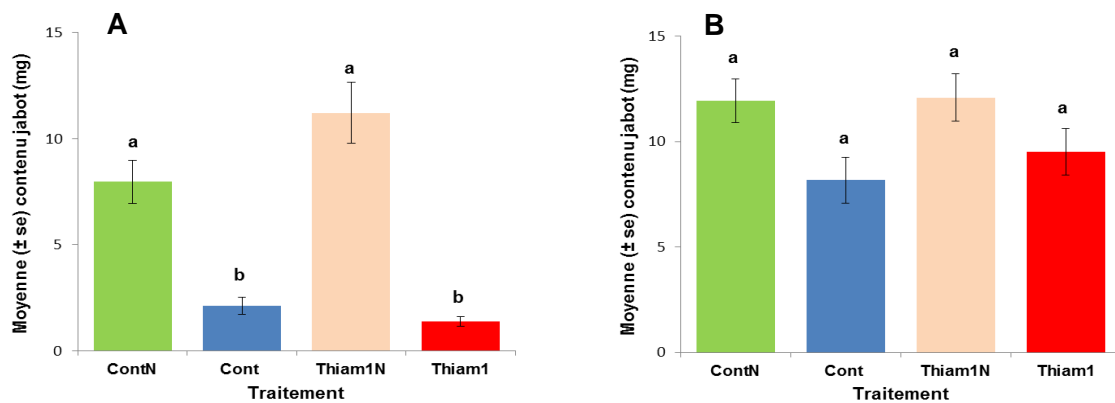 A
Moyenne (± se) contenu jabot (mg)
15
10
5
0
a
b
a
b
ContN Cont Thiam1N Thiam1
Traitement
B
Moyenne (± se) contenu jabot (mg)
15
10
5
0
a
a
a
a
ContN Cont Thiam1N Thiam1
Traitement